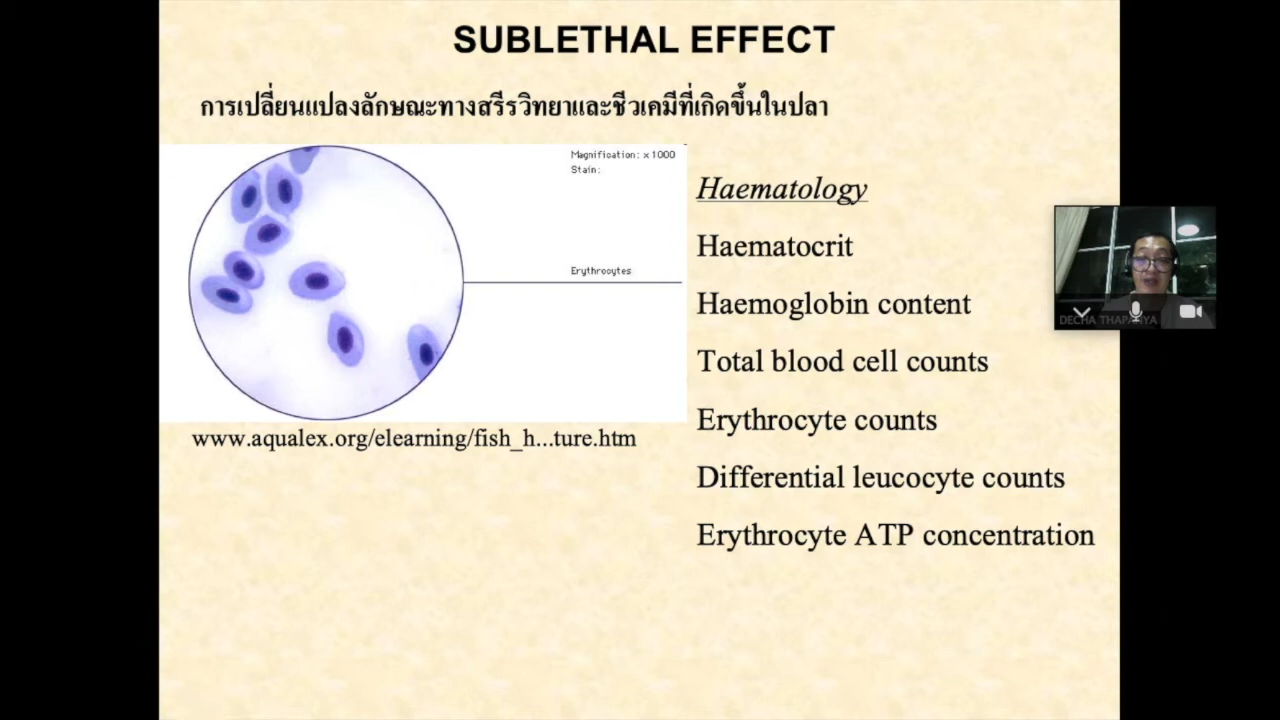 SUBLETHAL EFFECT
การเปลี่ยนแปลงลักษณะทางสรีรวิทยาและชีวเคมีที่เกิดขึ้นในปลา
Magnification: x1000
Stain:
Erythrocytes
www.aqualex.org/elearning/fish_h...ture.htm
Haematology
Haematocrit
Haemoglobin content
Total blood cell counts
Erythrocyte counts
Differential leucocyte counts
Erythrocyte ATP concentration
DECHA THAPANYA